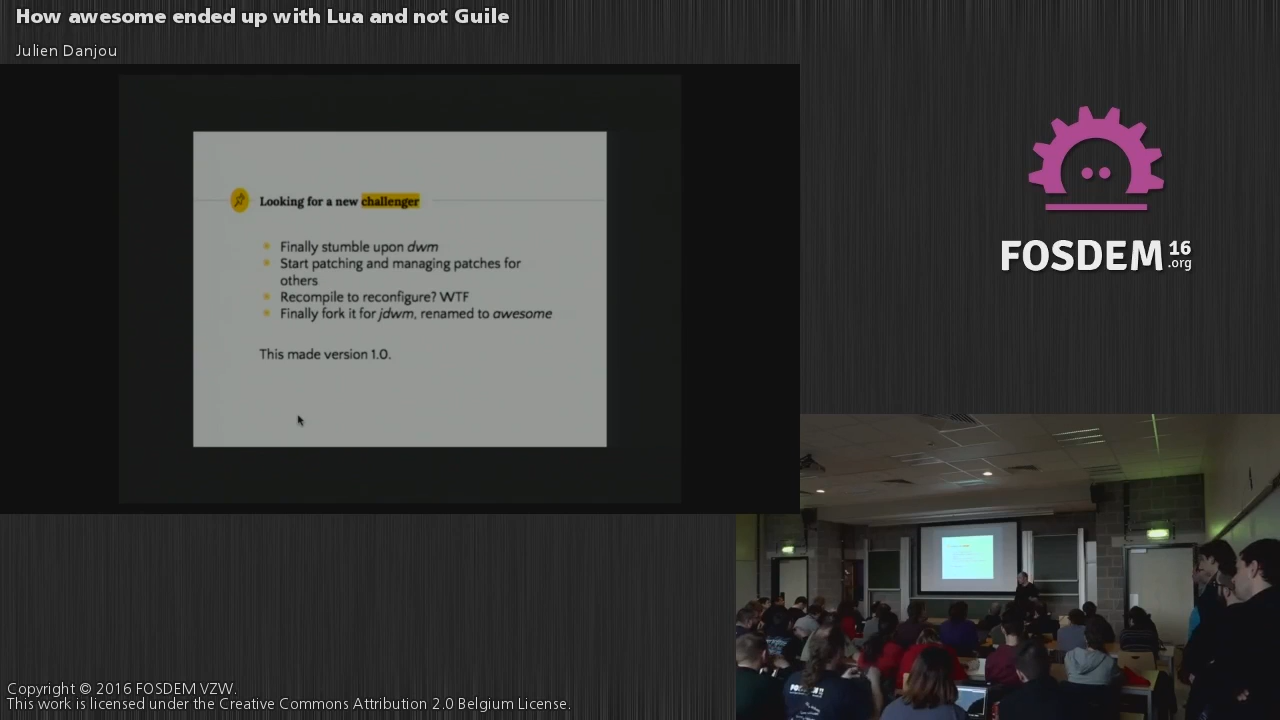 How awesome ended up with Lua and not Guile
Julien Danjou
Looking for a new challenger
Finally stumble upon dwm
Start patching and managing patches for
others
Recompile to reconfigure? WTF
Finally fork it for jdwm, renamed to awesome
This made version 1.0.
FOSDEM 16
.org
Copyright © 2016 FOSDEM VZW.
This work is licensed under the Creative Commons Attribution 2.0 Belgium License.